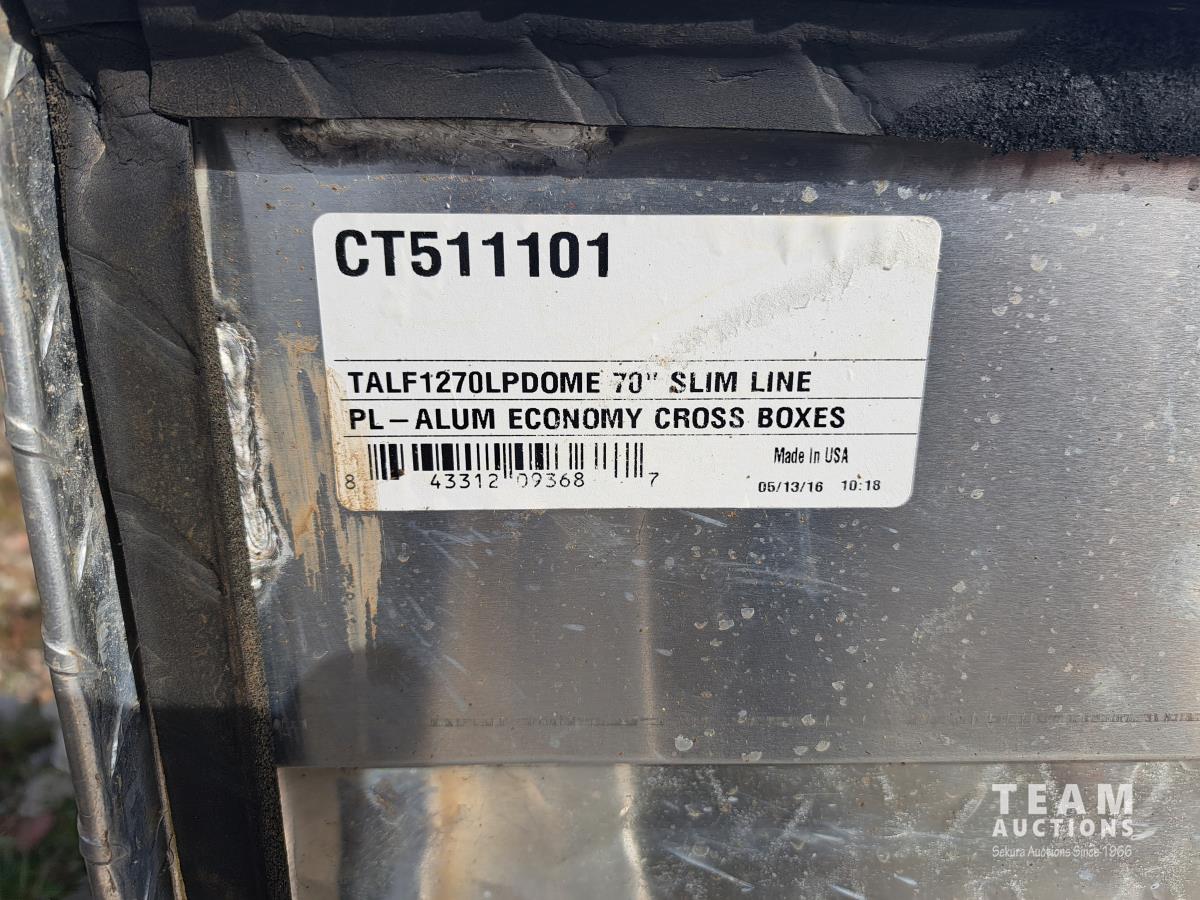 CT511101
TALF1270LPDOME 70" SLIM LINE
PL-ALUM ECONOMY CROSS BOXES
8 43312 09368 7
Made In USA
05/13/16 10:18
TEAM
AUCTIONS
Sekura Auctions Since 1966